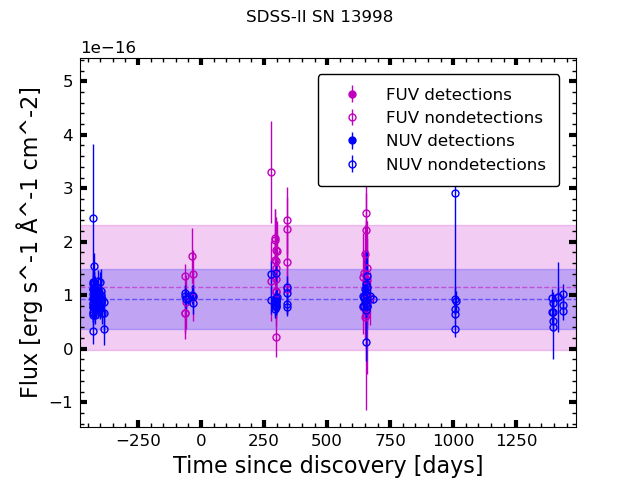 SDSS-II SN 13998
1e−16
FUV detections
FUV nondetections
NUV detections
NUV nondetections
5
4
3
2
1
0
−1
Flux [erg s^-1 Å^-1 cm^-2]
−250 0 250 500 750 1000 1250
Time since discovery [days]